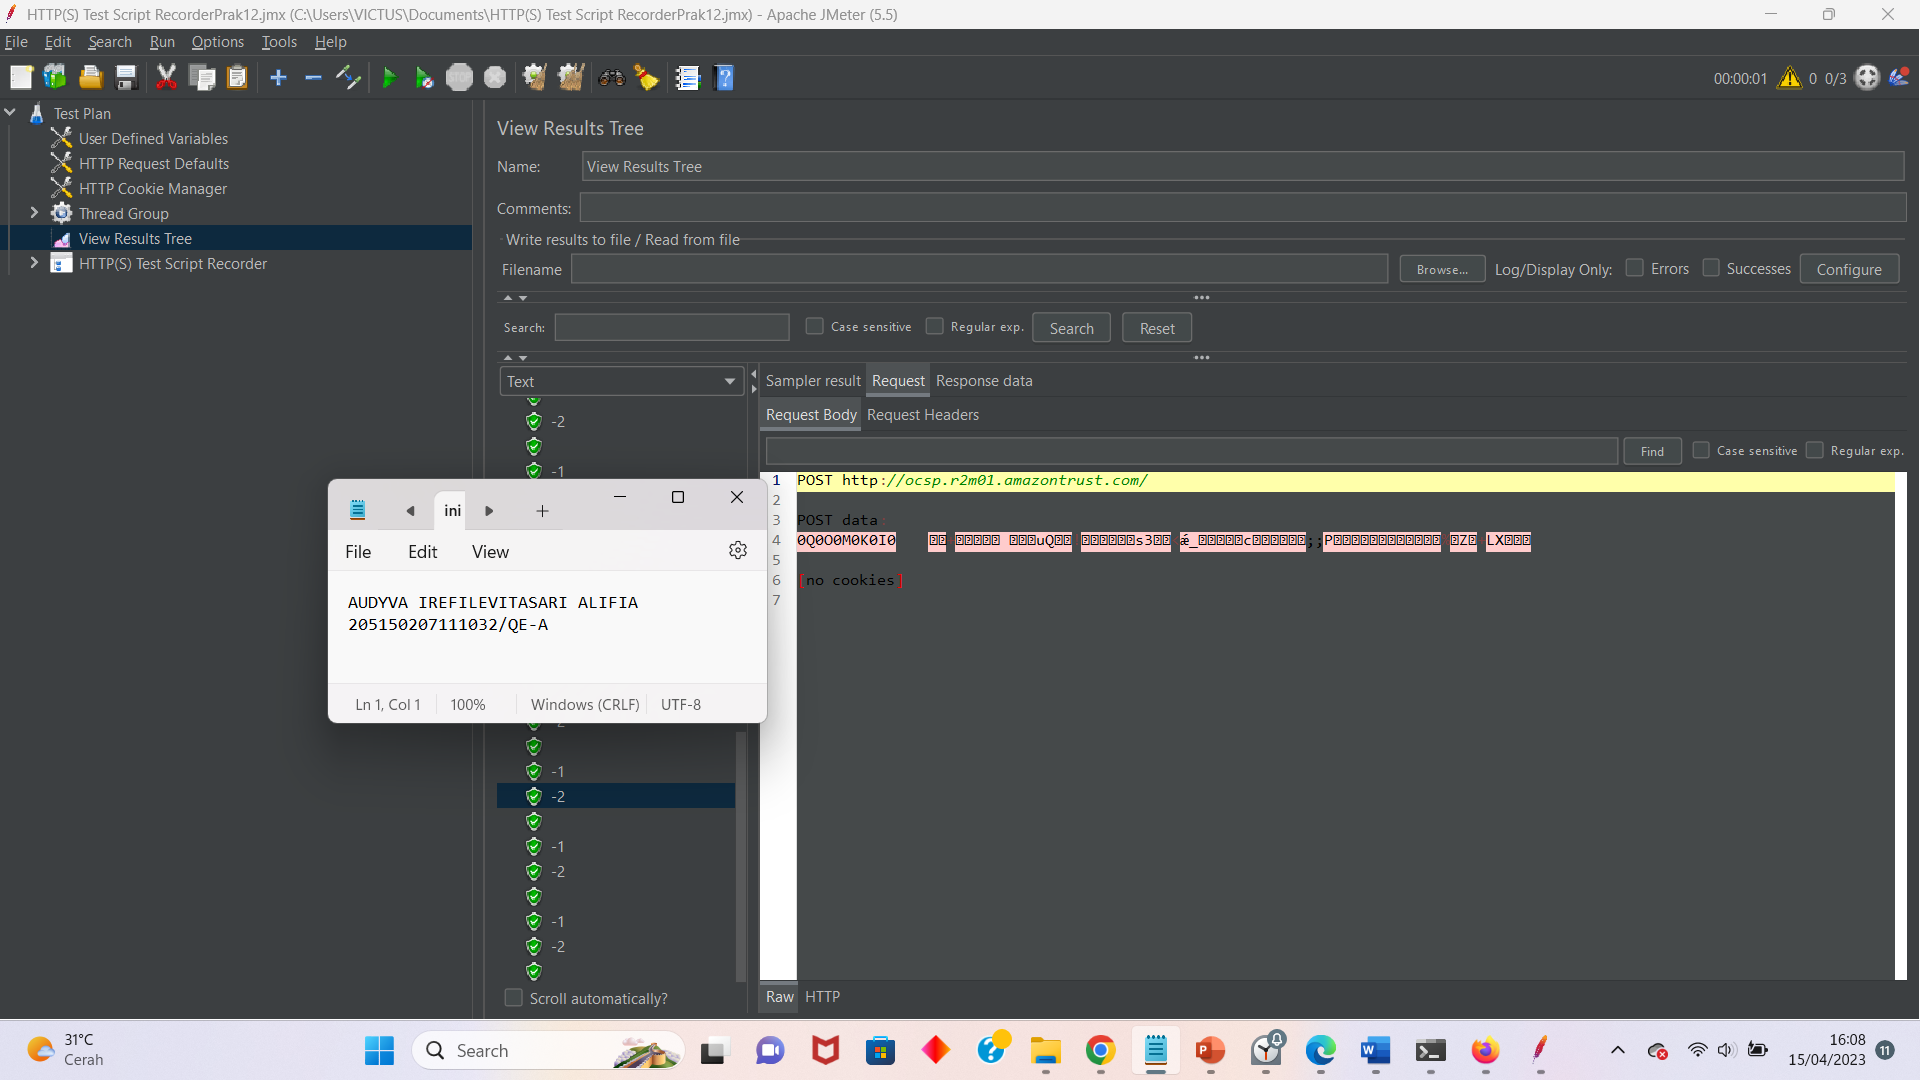 HTTP(S) Test Script RecorderPrak12.jmx (C:\Users\VICTUS\Documents\HTTP(S) Test Script RecorderPrak12.jmx) - Apache JMeter (5.5)
File Edit Search Run Options Tools Help
00:00:01 0 0/3
Test Plan
User Defined Variables
HTTP Request Defaults
HTTP Cookie Manager
Thread Group
View Results Tree
HTTP(S) Test Script Recorder
View Results Tree
Name: View Results Tree
Comments:
Write results to file / Read from file
Filename Browse... Log/Display Only: Errors Successes Configure
Search: Case sensitive Regular exp. Search Reset
Text
Sampler result Request Response data
Request Body Request Headers
Find Case sensitive Regular exp.
-2
-1
1 POST http://ocsp.r2m01.amazontrust.com/
2
3 POST data:
4 0Q0O0M0K0I0
5
6 [no cookies]
7
ini
File Edit View
AUDYVA IREFILEVITASARI ALIFIA
205150207111032/QE-A
Ln 1, Col 1 100% Windows (CRLF) UTF-8
-2
-1
-2
-1
-2
-1
-2
Scroll automatically?
Raw HTTP
31°C
Cerah
Search
16:08
15/04/2023
11